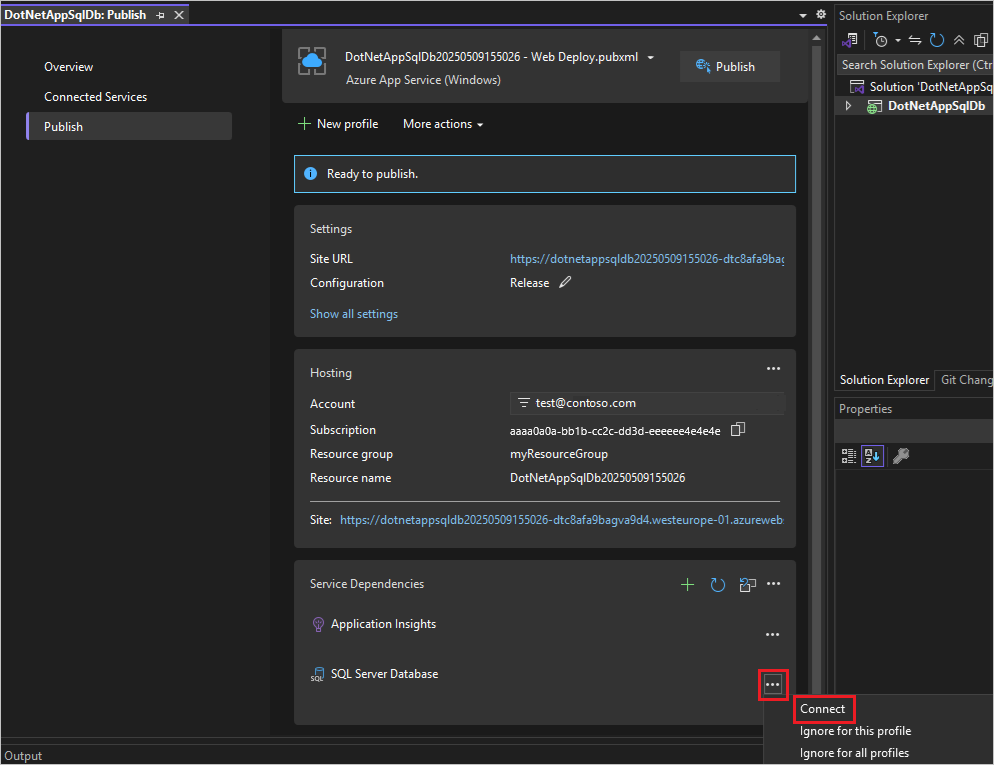 DotNetAppSqlDb: Publish
Overview
Connected Services
Publish
DotNetAppSqlDb20250509155026 - Web Deploy.pubxml
Azure App Service (Windows)
Publish
New profile
More actions
Ready to publish.
Settings
Site URL https://dotnetappsqldb20250509155026-dtc8afa9bag
Configuration Release
Show all settings
Hosting
Account test@contoso.com
Subscription aaaa0a0a-bb1b-cc2c-dd3d-eeeeee4e4e4e
Resource group myResourceGroup
Resource name DotNetAppSqlDb20250509155026
Site: https://dotnetappsqldb20250509155026-dtc8afa9bagva9d4.westeurope-01.azureweb
Service Dependencies
Application Insights
SQL SQL Server Database
Connect
Ignore for this profile
Ignore for all profiles
Output
Solution Explorer
Search Solution Explorer (Ctr
Solution 'DotNetAppSq
DotNetAppSqlDb
Solution Explorer Git Chang
Properties